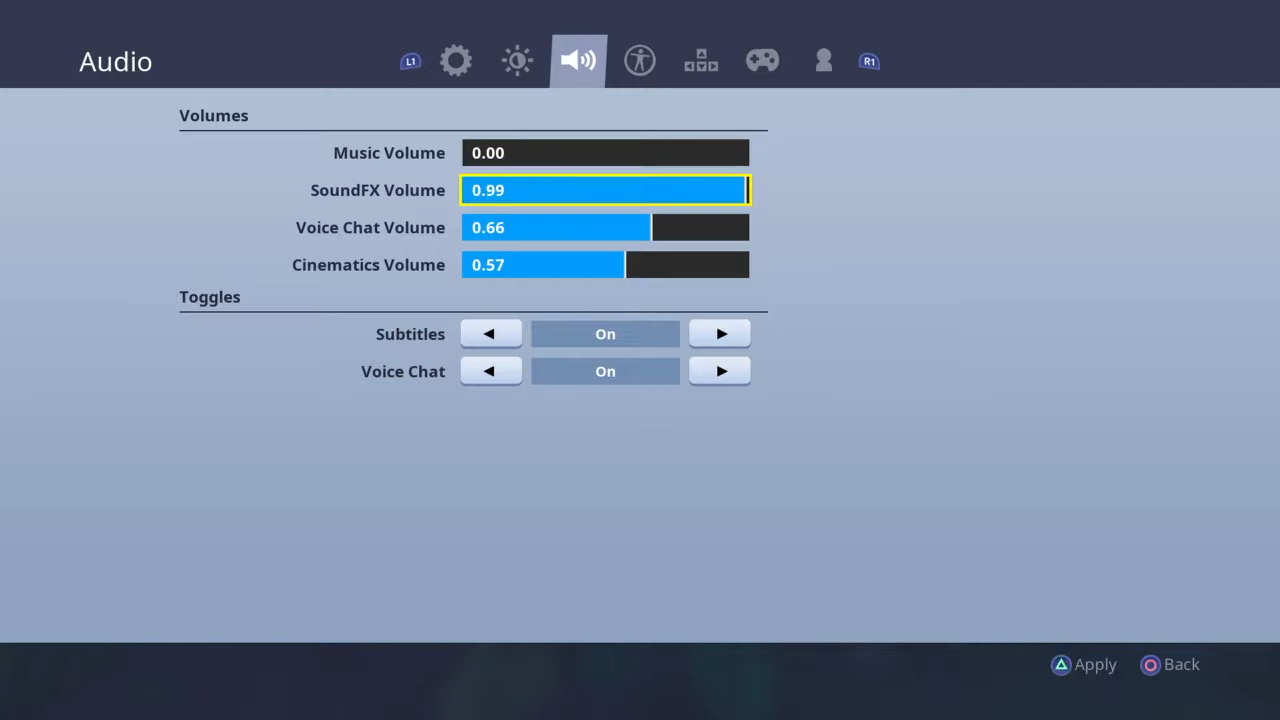 Audio
L1
R1
Volumes
Music Volume 0.00
SoundFX Volume 0.99
Voice Chat Volume 0.66
Cinematics Volume 0.57
Toggles
Subtitles On
Voice Chat On
Apply Back